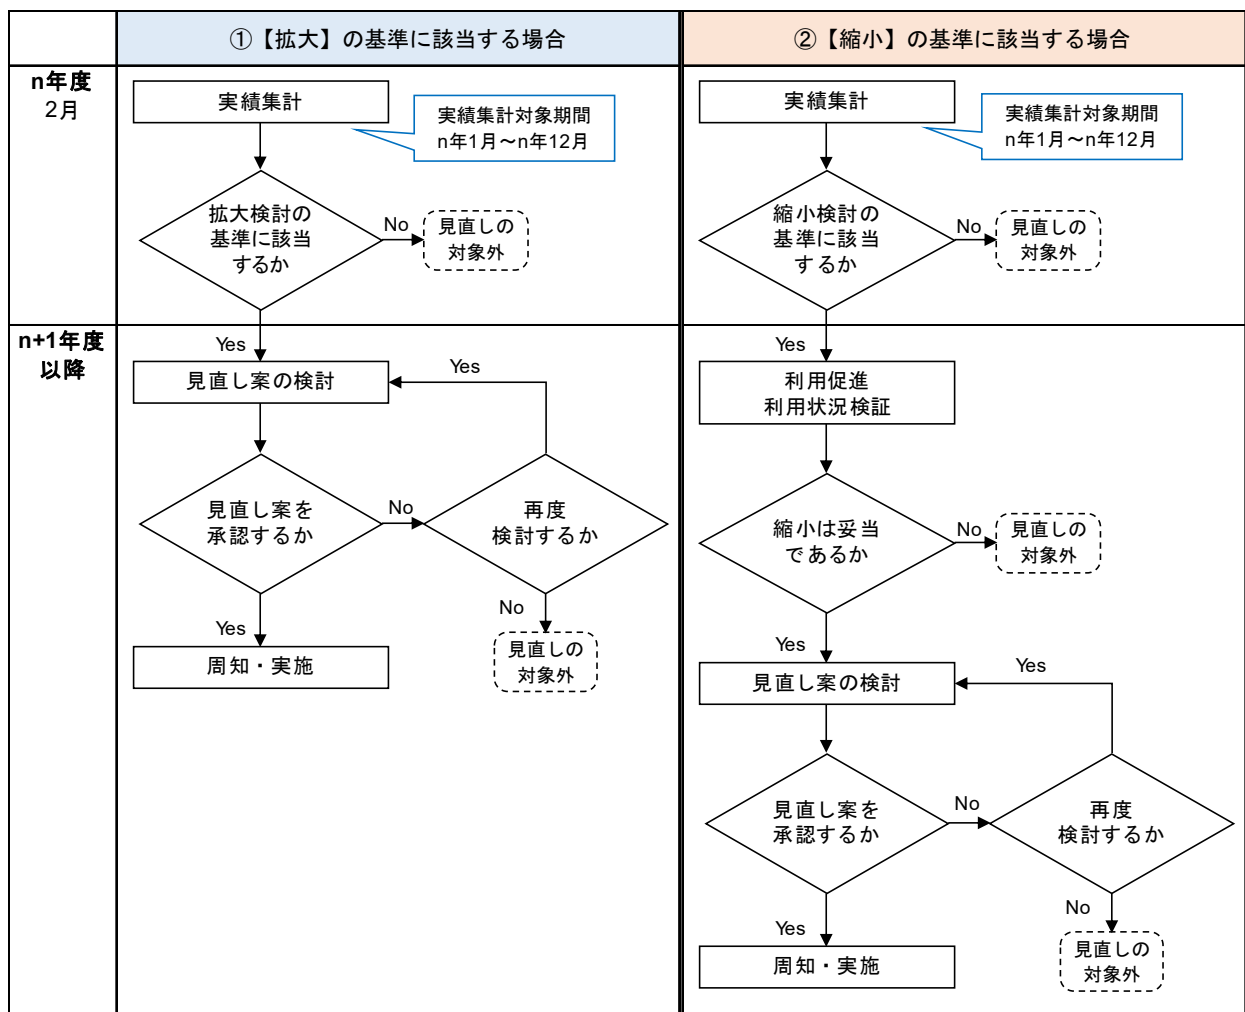 ①【拡大】の基準に該当する場合
②【縮小】の基準に該当する場合
n年度
2月
実績集計
実績集計対象期間
n年1月～n年12月
拡大検討の
基準に該当
するか
No
見直しの
対象外
実績集計
実績集計対象期間
n年1月～n年12月
縮小検討の
基準に該当
するか
No
見直しの
対象外
n+1年度
以降
Yes
見直し案の検討
Yes
見直し案を
承認するか
No
再度
検討するか
Yes
No
周知・実施
見直しの
対象外
Yes
利用促進
利用状況検証
縮小は妥当
であるか
No
見直しの
対象外
Yes
見直し案の検討
Yes
見直し案を
承認するか
No
再度
検討するか
Yes
No
周知・実施
見直しの
対象外